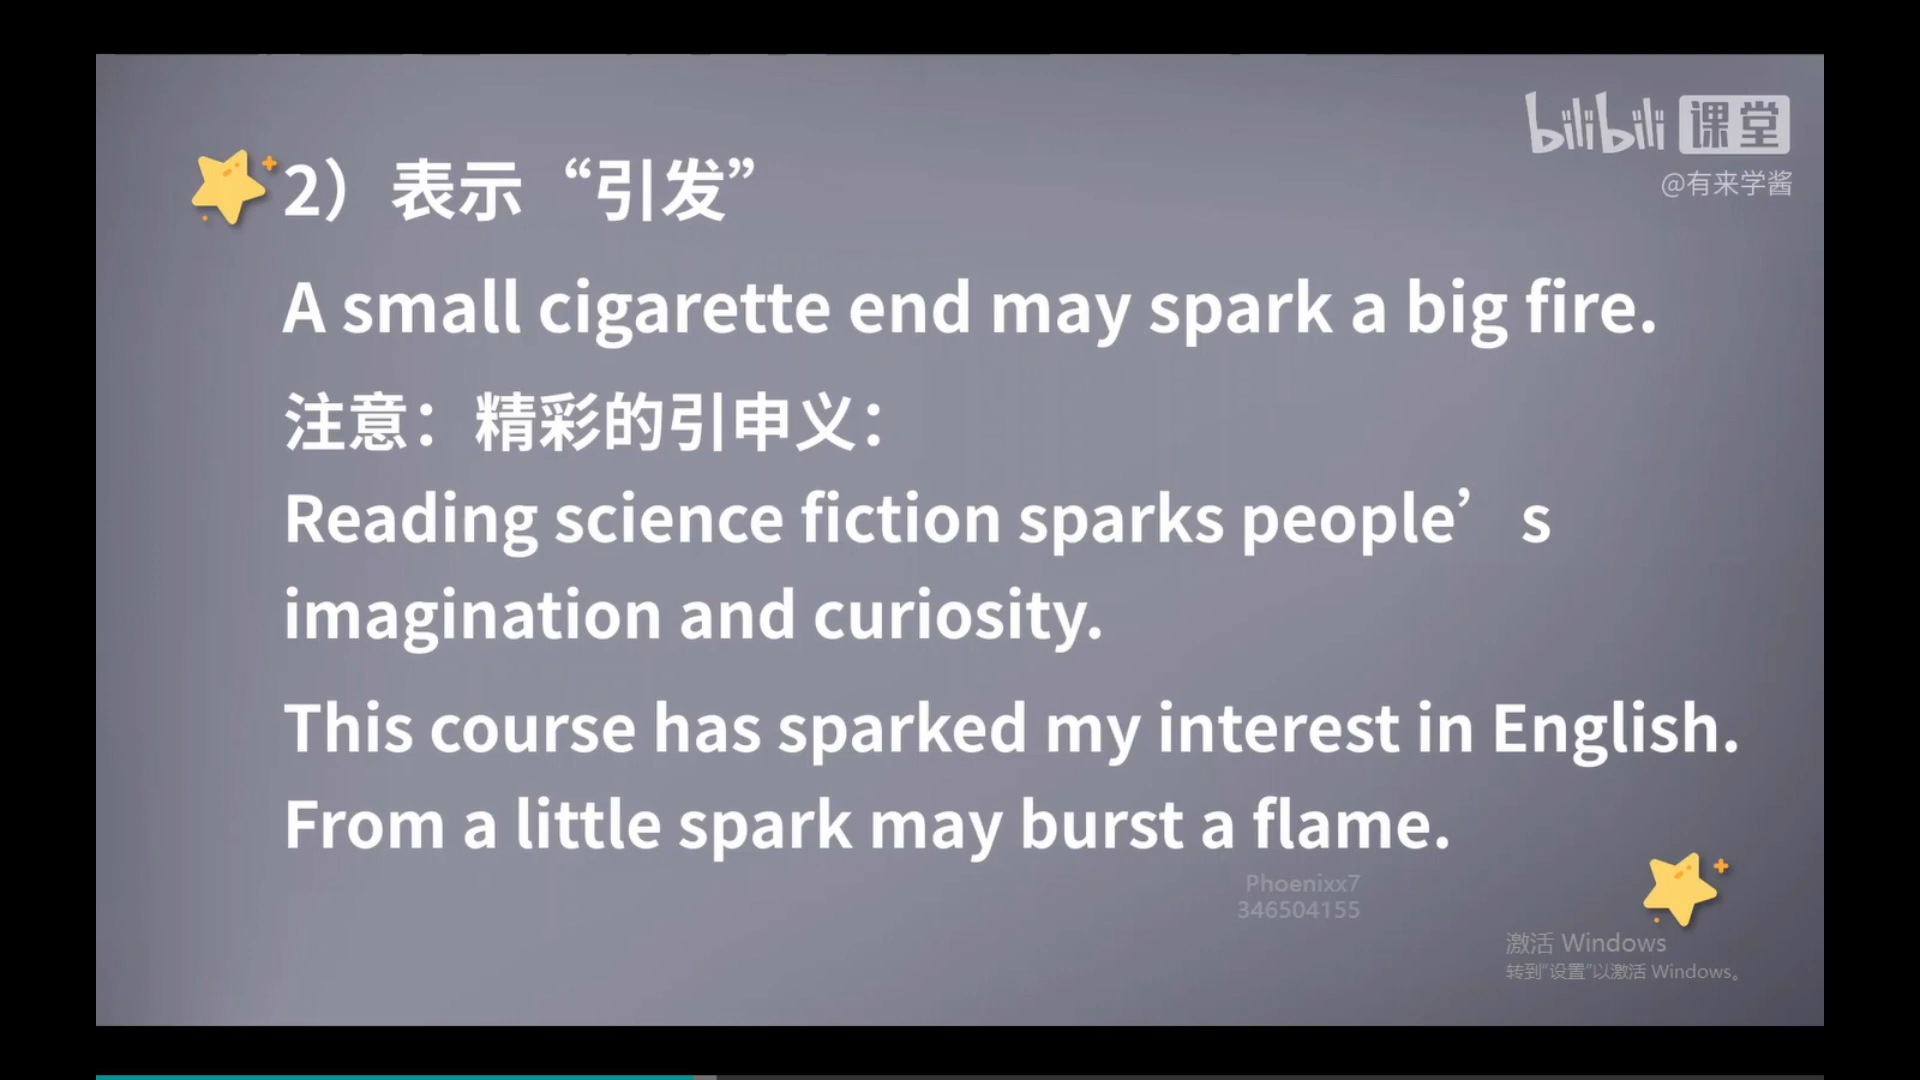 bilibili 课堂
@有来学酱
2）表示“引发”
A small cigarette end may spark a big fire.
注意：精彩的引申义：
Reading science fiction sparks people’s
imagination and curiosity.
This course has sparked my interest in English.
From a little spark may burst a flame.
Phoenixx7
346504155
激活 Windows
转到“设置”以激活 Windows。